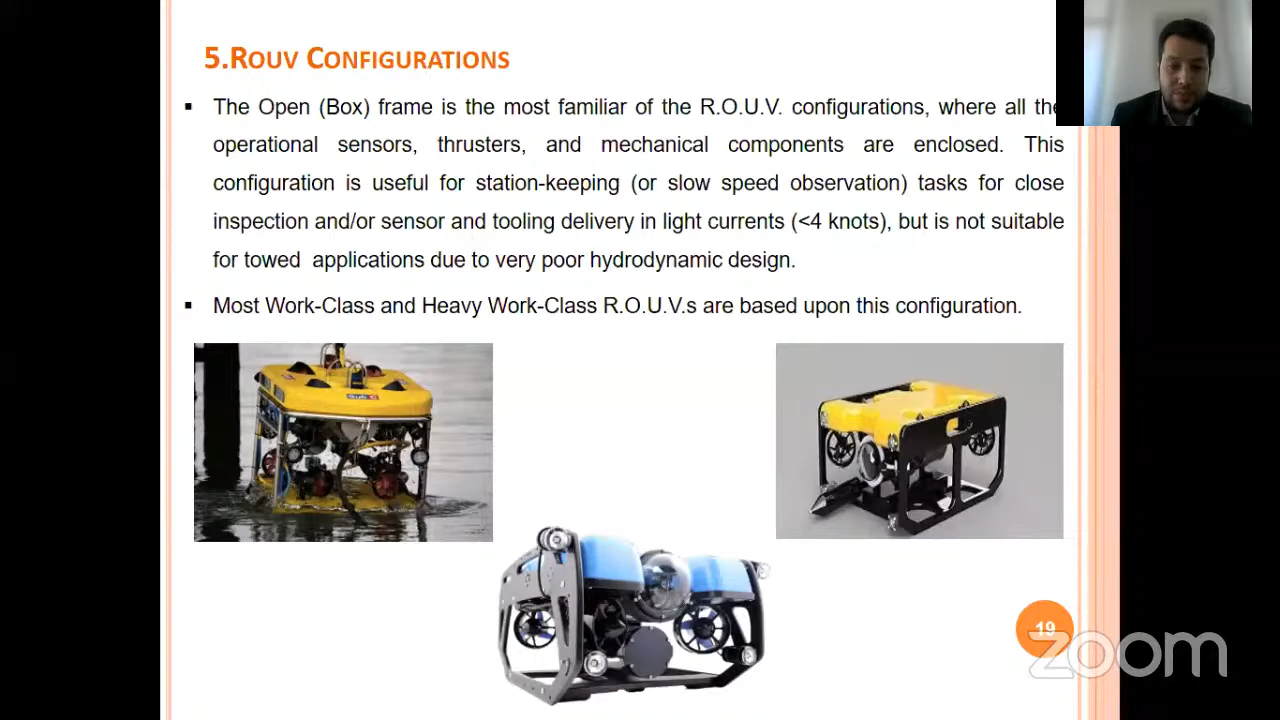 5.ROUV CONFIGURATIONS
▪ The Open (Box) frame is the most familiar of the R.O.U.V. configurations, where all the
operational sensors, thrusters, and mechanical components are enclosed. This
configuration is useful for station-keeping (or slow speed observation) tasks for close
inspection and/or sensor and tooling delivery in light currents (<4 knots), but is not suitable
for towed applications due to very poor hydrodynamic design.
▪ Most Work-Class and Heavy Work-Class R.O.U.V.s are based upon this configuration.
19
zoom